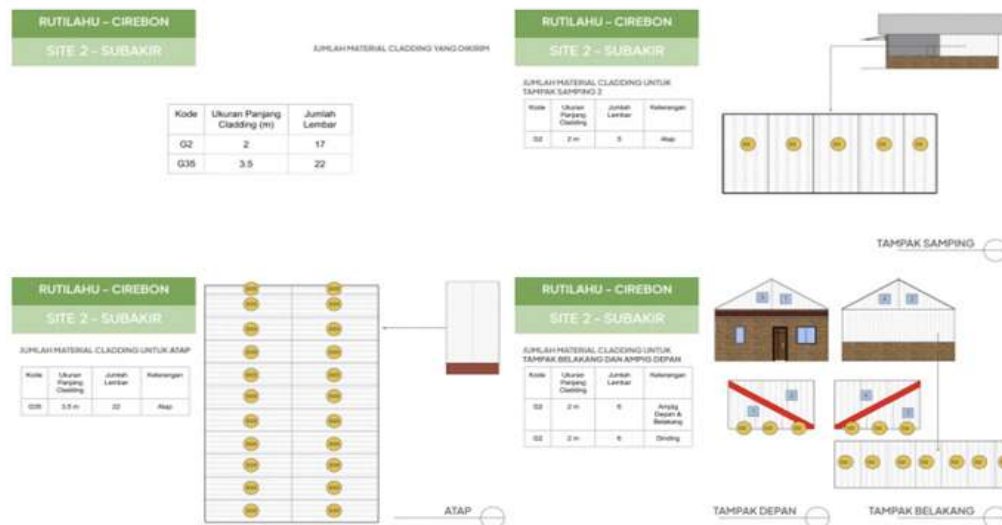 RUTILAHU - CIREBON
SITE 2 - SUBAKIR
JUMLAH MATERIAL CLADDING YANG DIKIRIM
Kode Ukuran Panjang Cladding (m) Jumlah Lembar
G2 2 17
G35 3.5 22
RUTILAHU - CIREBON
SITE 2 - SUBAKIR
JUMLAH MATERIAL CLADDING UNTUK
TAMPAK SAMPING 2
Kode Ukuran Panjang Cladding Jumlah Lembar Keterangan
G2 2 m 5 Atap
TAMPAK SAMPING
RUTILAHU - CIREBON
SITE 2 - SUBAKIR
JUMLAH MATERIAL CLADDING UNTUK ATAP
Kode Ukuran Panjang Cladding Jumlah Lembar Keterangan
G35 3.5 m 22 Atap
ATAP
RUTILAHU - CIREBON
SITE 2 - SUBAKIR
JUMLAH MATERIAL CLADDING UNTUK
TAMPAK BELAKANG DAN AMPIG DEPAN
Kode Ukuran Panjang Cladding Jumlah Lembar Keterangan
G2 2 m 6 Ampig Depan & Belakang
G2 2 m 6 Dinding
TAMPAK DEPAN
TAMPAK BELAKANG